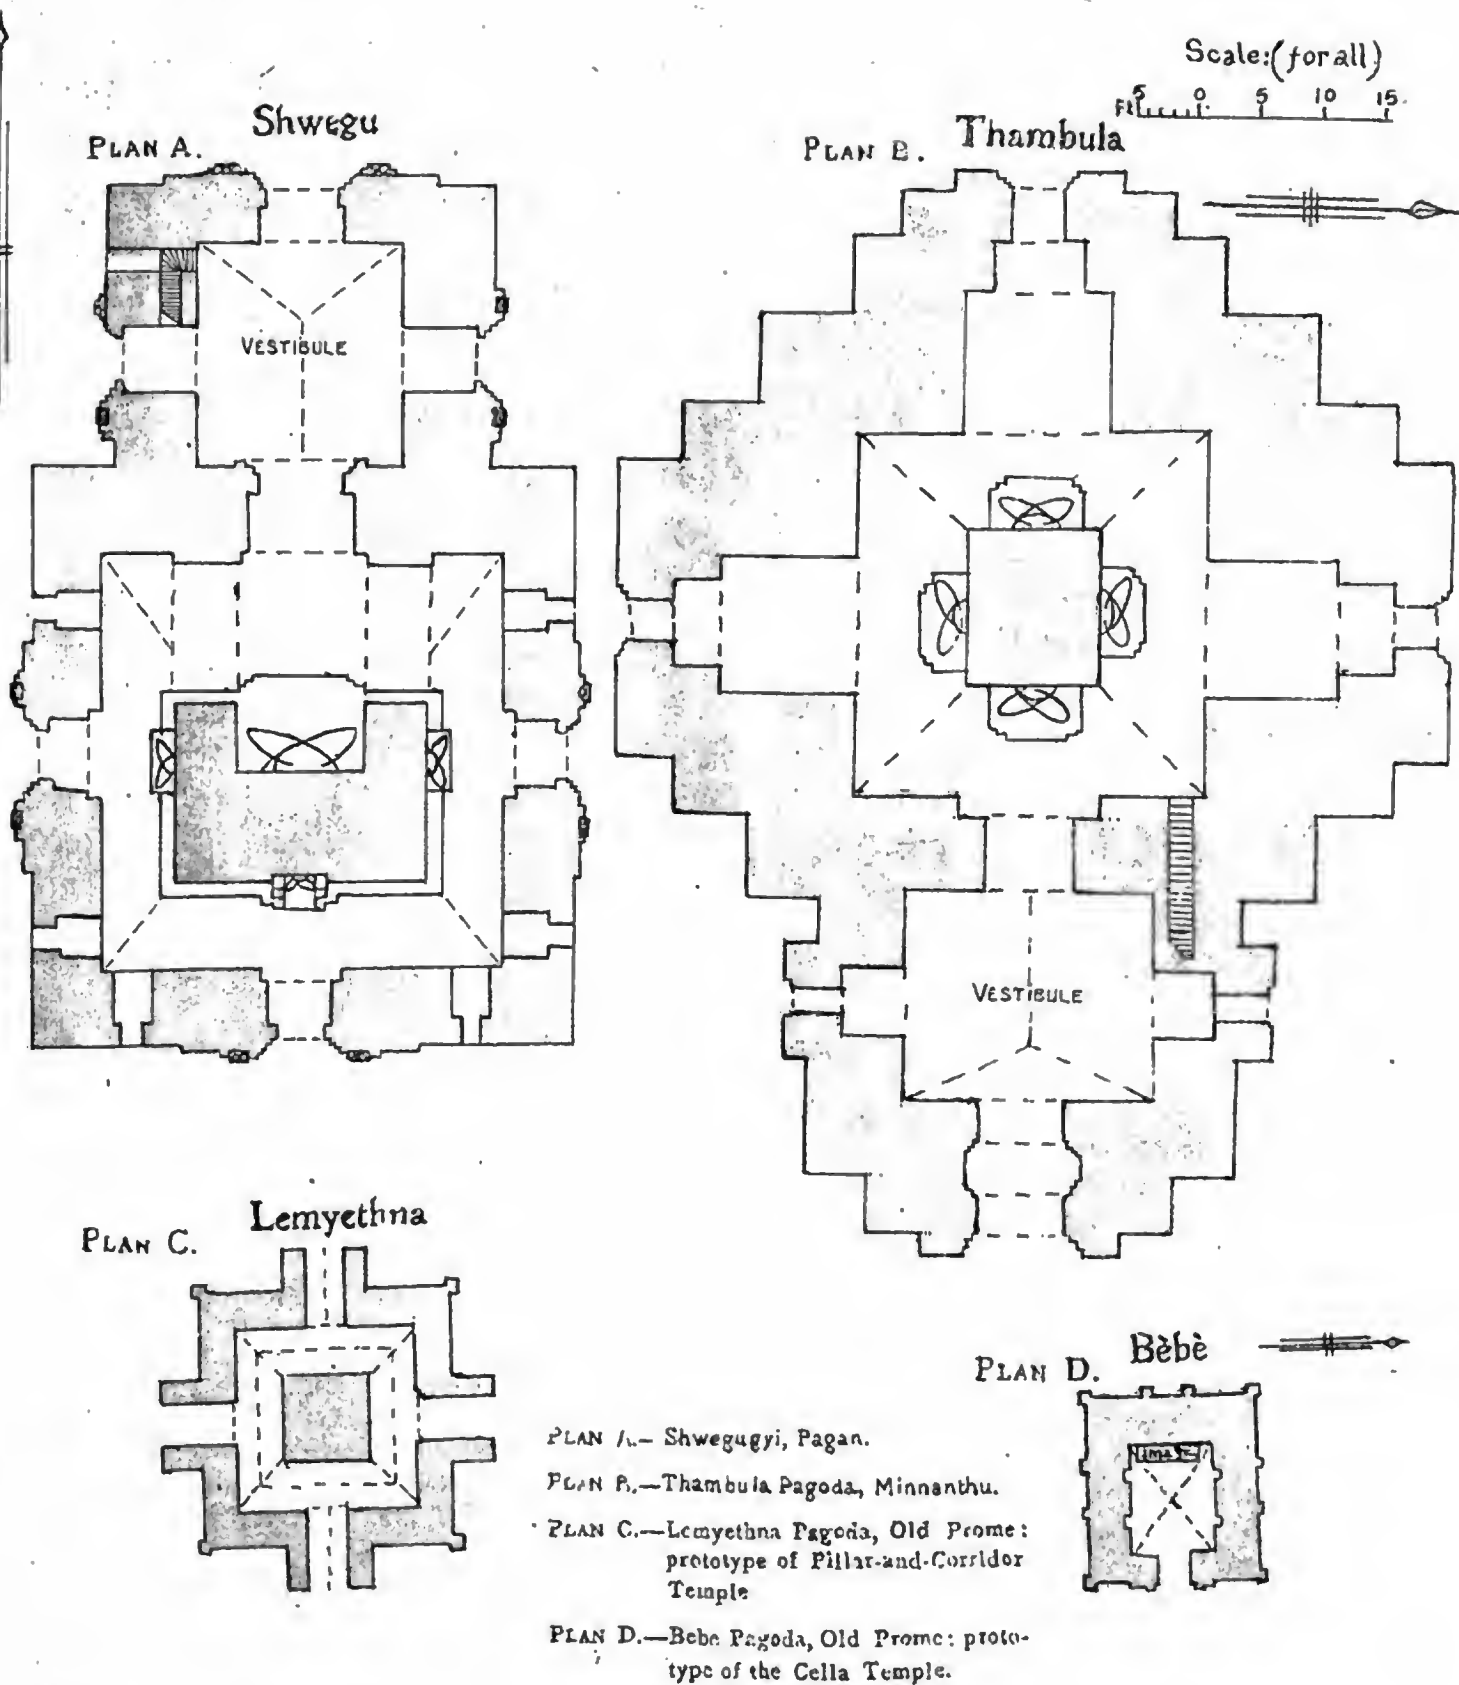 Scale: (for all)
Ft 5 0 5 10 15.
Shwegu
PLAN A.
Thambula
PLAN B.
VESTIBULE
VESTIBULE
Lemyethna
PLAN C.
Bèbè
PLAN D.
Image
PLAN A.— Shwegugyi, Pagan.
PLAN B.—Thambula Pagoda, Minnanthu.
PLAN C.—Lemyethna Pagoda, Old Prome:
prototype of Pillar-and-Corridor
Temple
PLAN D.—Bebe Pagoda, Old Prome: proto-
type of the Cella Temple.